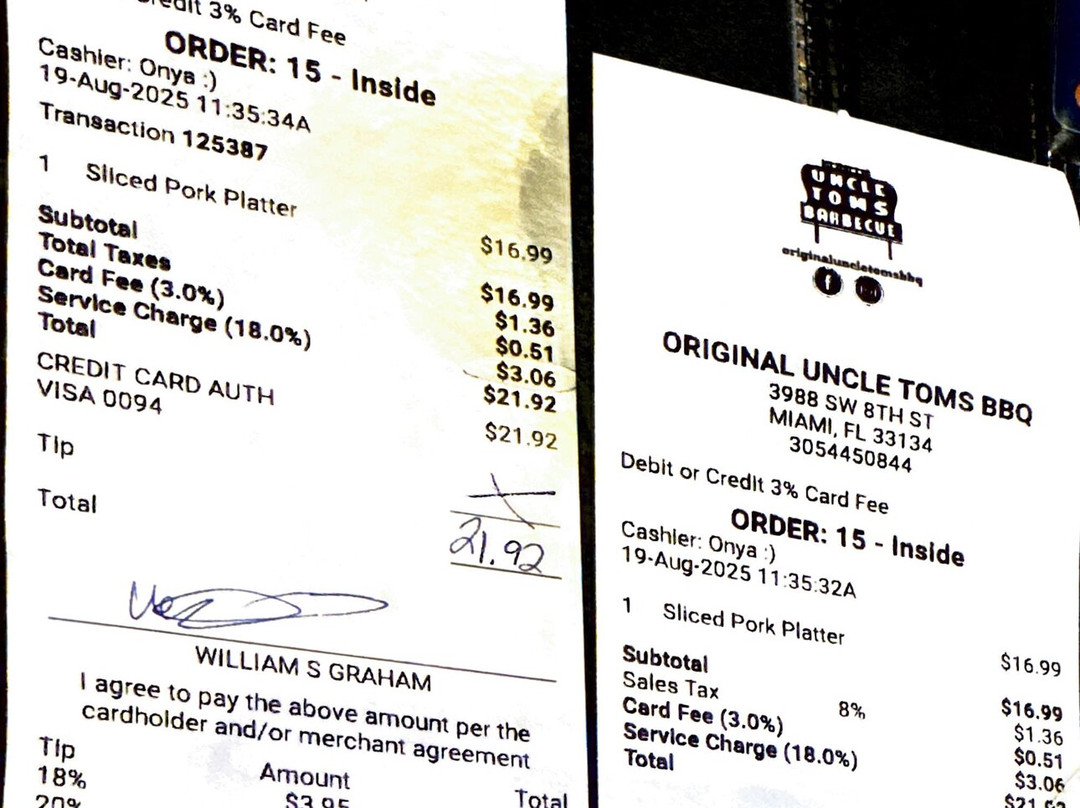 Credit 3% Card Fee
ORDER: 15 - Inside
Cashier: Onya :)
19-Aug-2025 11:35:34A
Transaction 125387
1 Sliced Pork Platter $16.99
Subtotal $16.99
Total Taxes $1.36
Card Fee (3.0%) $0.51
Service Charge (18.0%) $3.06
Total $21.92
CREDIT CARD AUTH $21.92
VISA 0094
Tip
Total 21.92
WILLIAM S GRAHAM
I agree to pay the above amount per the
cardholder and/or merchant agreement
Tip Amount Total
18% $3.95
20%
UNCLE
TOMS
BARBECUE
originaluncletomsbbq
f
ORIGINAL UNCLE TOMS BBQ
3988 SW 8TH ST
MIAMI, FL 33134
3054450844
Debit or Credit 3% Card Fee
ORDER: 15 - Inside
Cashier: Onya :)
19-Aug-2025 11:35:32A
1 Sliced Pork Platter $16.99
Subtotal $16.99
Sales Tax 8% $1.36
Card Fee (3.0%) $0.51
Service Charge (18.0%) $3.06
Total $21.92